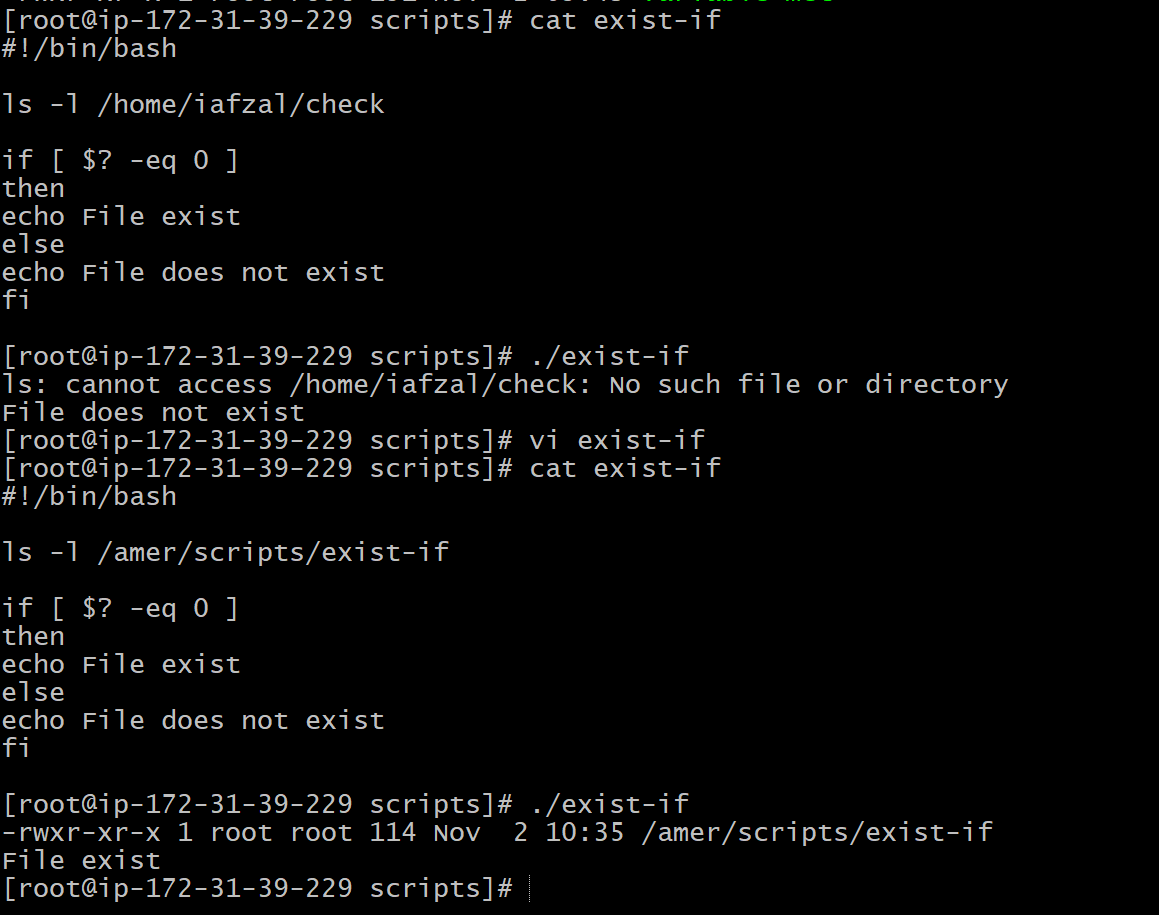 [root@ip-172-31-39-229 scripts]# cat exist-if
#!/bin/bash

ls -l /home/iafzal/check

if [ $? -eq 0 ]
then
echo File exist
else
echo File does not exist
fi

[root@ip-172-31-39-229 scripts]# ./exist-if
ls: cannot access /home/iafzal/check: No such file or directory
File does not exist
[root@ip-172-31-39-229 scripts]# vi exist-if
[root@ip-172-31-39-229 scripts]# cat exist-if
#!/bin/bash

ls -l /amer/scripts/exist-if

if [ $? -eq 0 ]
then
echo File exist
else
echo File does not exist
fi

[root@ip-172-31-39-229 scripts]# ./exist-if
-rwxr-xr-x 1 root root 114 Nov  2 10:35 /amer/scripts/exist-if
File exist
[root@ip-172-31-39-229 scripts]#